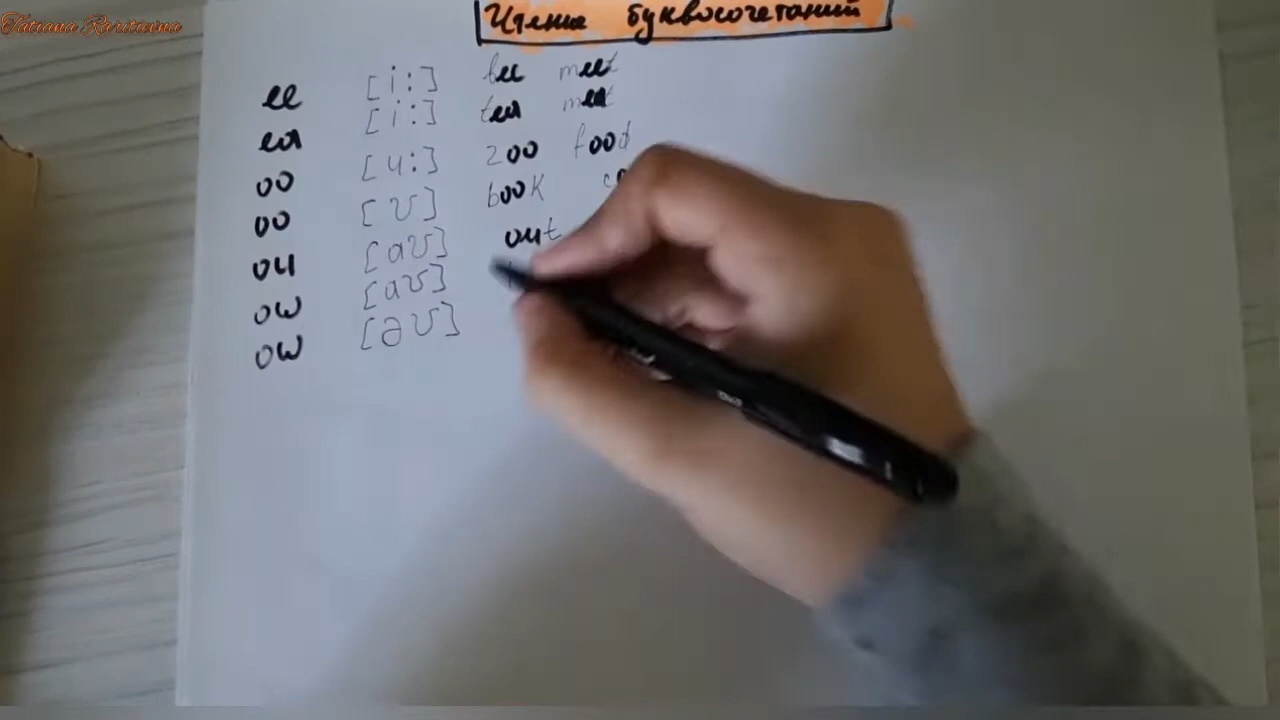 Tatiana Raritovna
Чтение буквосочетаний
ee [i:] bee meet
ea [i:] tea meat
oo [u:] zoo food
oo [ʊ] book
ou [aʊ] out
ow [aʊ]
ow [əʊ]